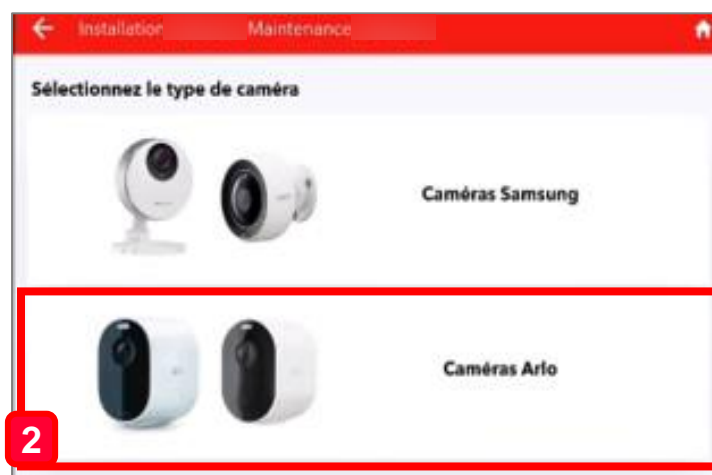 Installation Maintenance
Sélectionnez le type de caméra
Caméras Samsung
Caméras Arlo
2